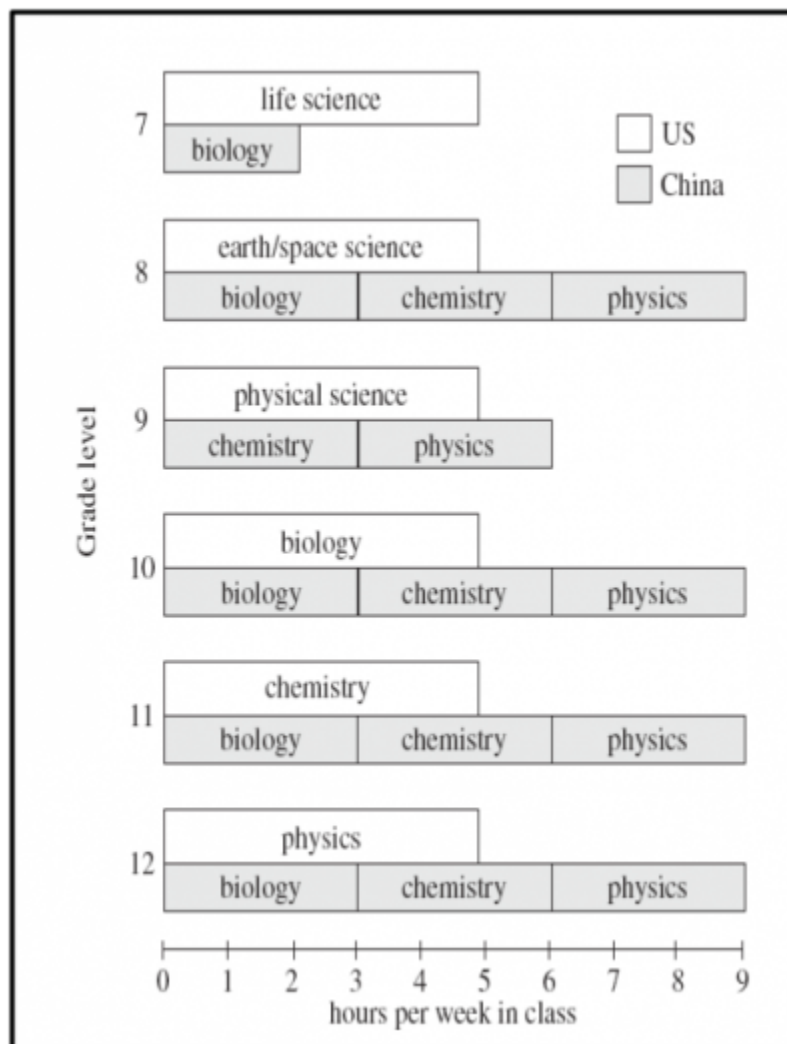 life science
7
biology
US
China
earth/space science
8
biology chemistry physics
physical science
9
chemistry physics
Grade level
biology
10
biology chemistry physics
chemistry
11
biology chemistry physics
physics
12
biology chemistry physics
0 1 2 3 4 5 6 7 8 9
hours per week in class